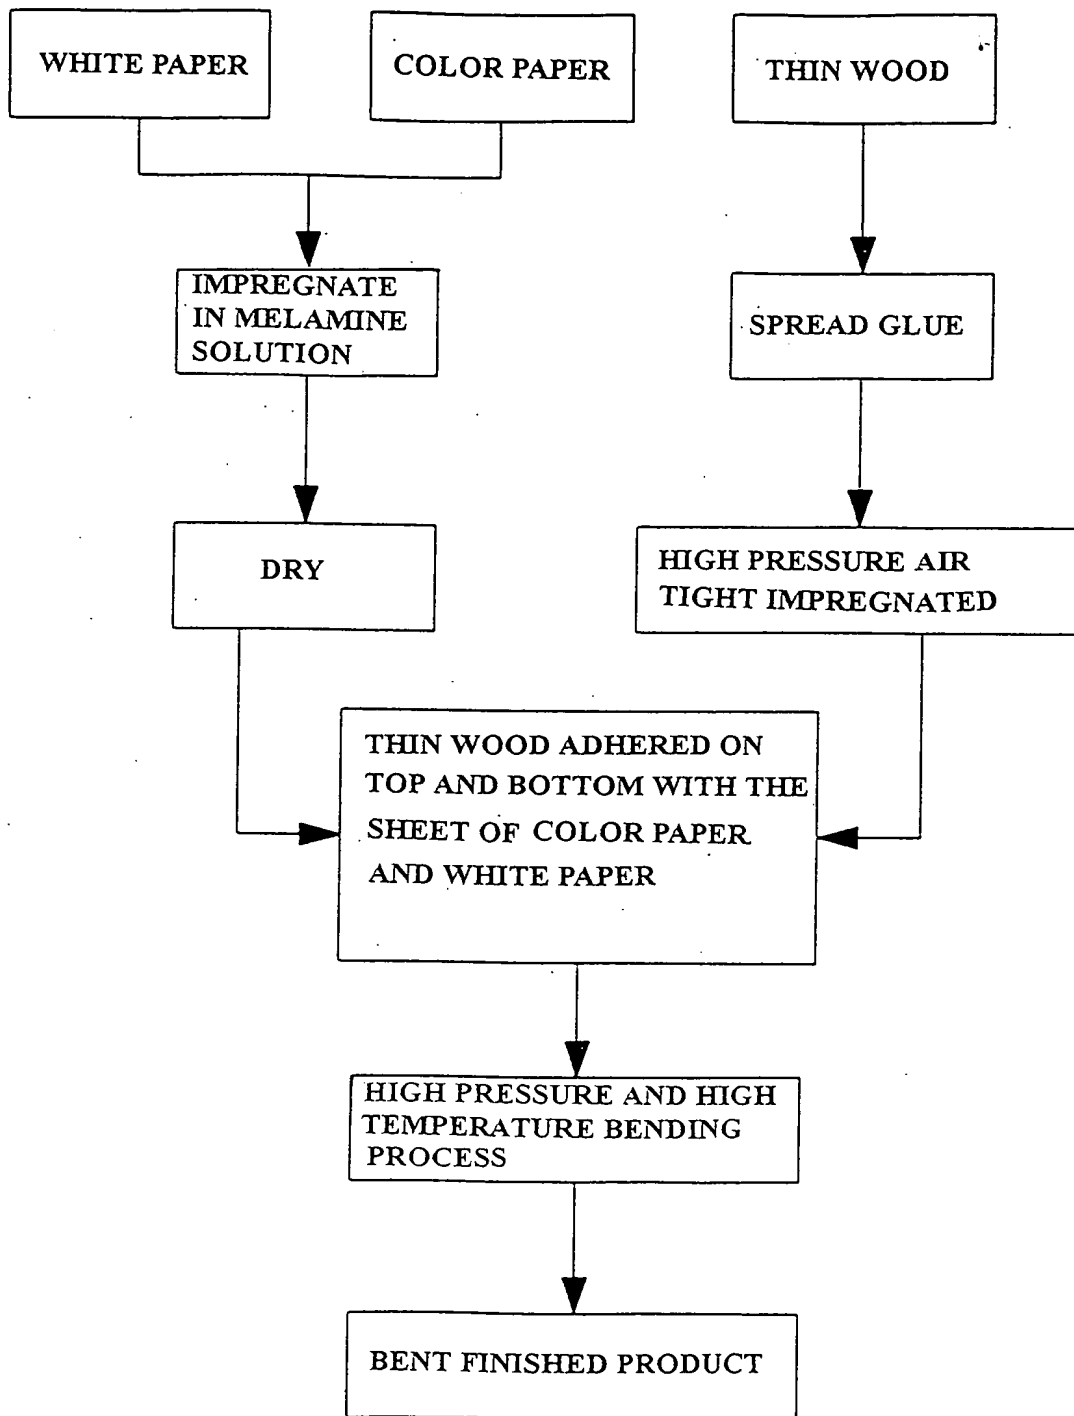 WHITE PAPER
COLOR PAPER
THIN WOOD
IMPREGNATE
IN MELAMINE
SOLUTION
SPREAD GLUE
DRY
HIGH PRESSURE AIR
TIGHT IMPREGNATED
THIN WOOD ADHERED ON
TOP AND BOTTOM WITH THE
SHEET OF COLOR PAPER
AND WHITE PAPER
HIGH PRESSURE AND HIGH
TEMPERATURE BENDING
PROCESS
BENT FINISHED PRODUCT